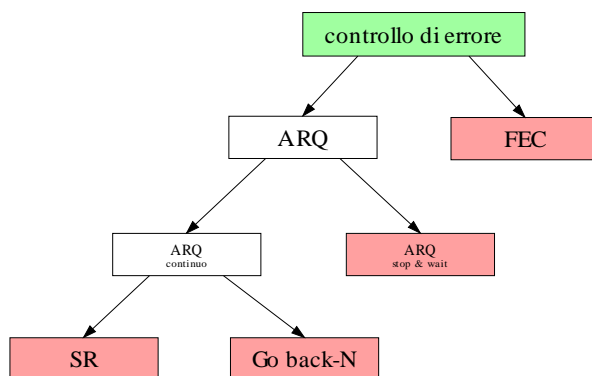 controllo di errore
ARQ
FEC
ARQ
continuo
ARQ
stop & wait
SR
Go back-N